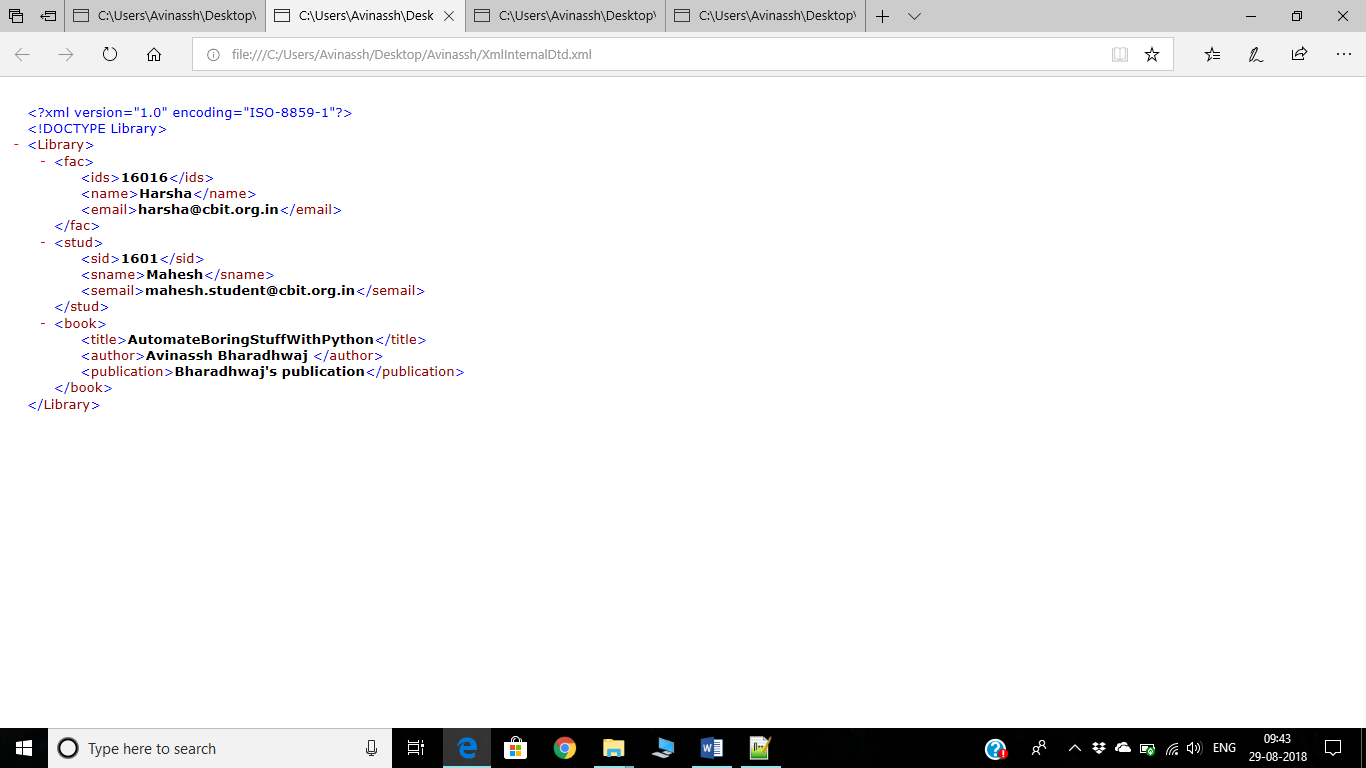 C:\Users\Avinassh\Desktop\
C:\Users\Avinassh\Desk
C:\Users\Avinassh\Desktop\
C:\Users\Avinassh\Desktop\
file:///C:/Users/Avinassh/Desktop/Avinassh/XmlInternalDtd.xml
<?xml version="1.0" encoding="ISO-8859-1"?>
<!DOCTYPE Library>
- <Library>
- <fac>
<ids>16016</ids>
<name>Harsha</name>
<email>harsha@cbit.org.in</email>
</fac>
- <stud>
<sid>1601</sid>
<sname>Mahesh</sname>
<semail>mahesh.student@cbit.org.in</semail>
</stud>
- <book>
<title>AutomateBoringStuffWithPython</title>
<author>Avinassh Bharadhwaj </author>
<publication>Bharadhwaj's publication</publication>
</book>
</Library>
Type here to search
ENG
09:43
29-08-2018